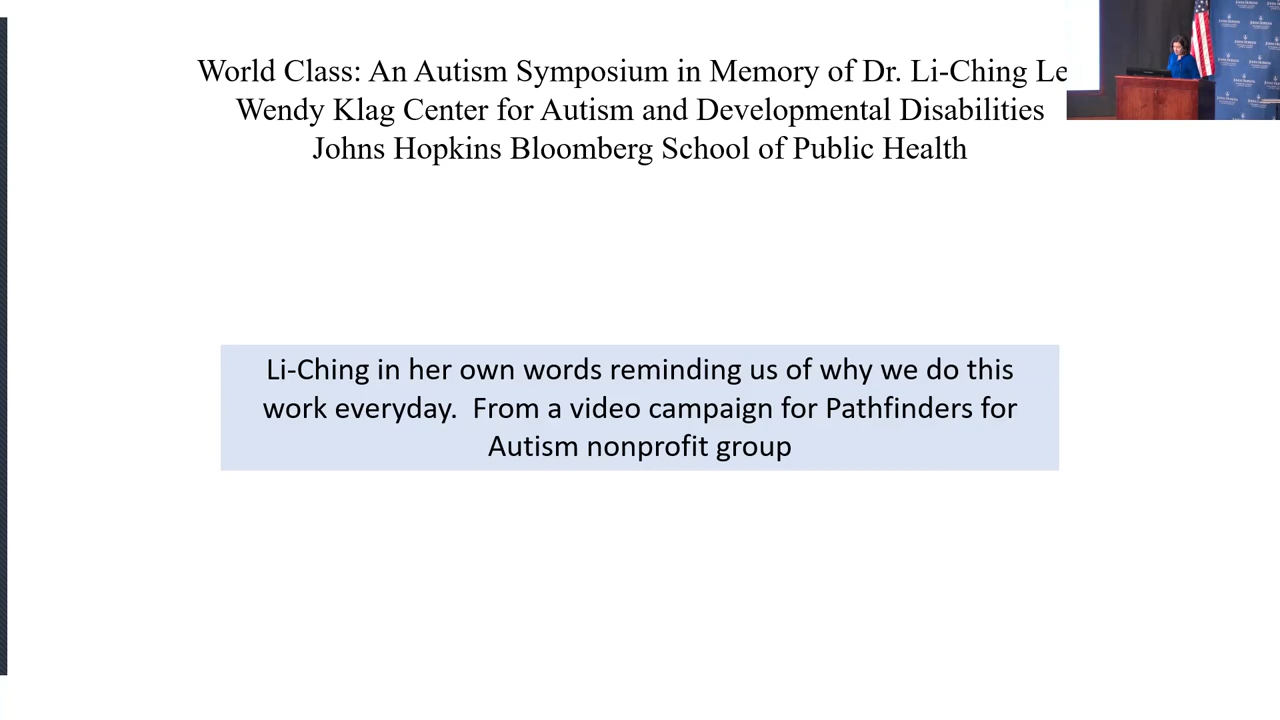 World Class: An Autism Symposium in Memory of Dr. Li-Ching Le
Wendy Klag Center for Autism and Developmental Disabilities
Johns Hopkins Bloomberg School of Public Health
Li-Ching in her own words reminding us of why we do this
work everyday. From a video campaign for Pathfinders for
Autism nonprofit group